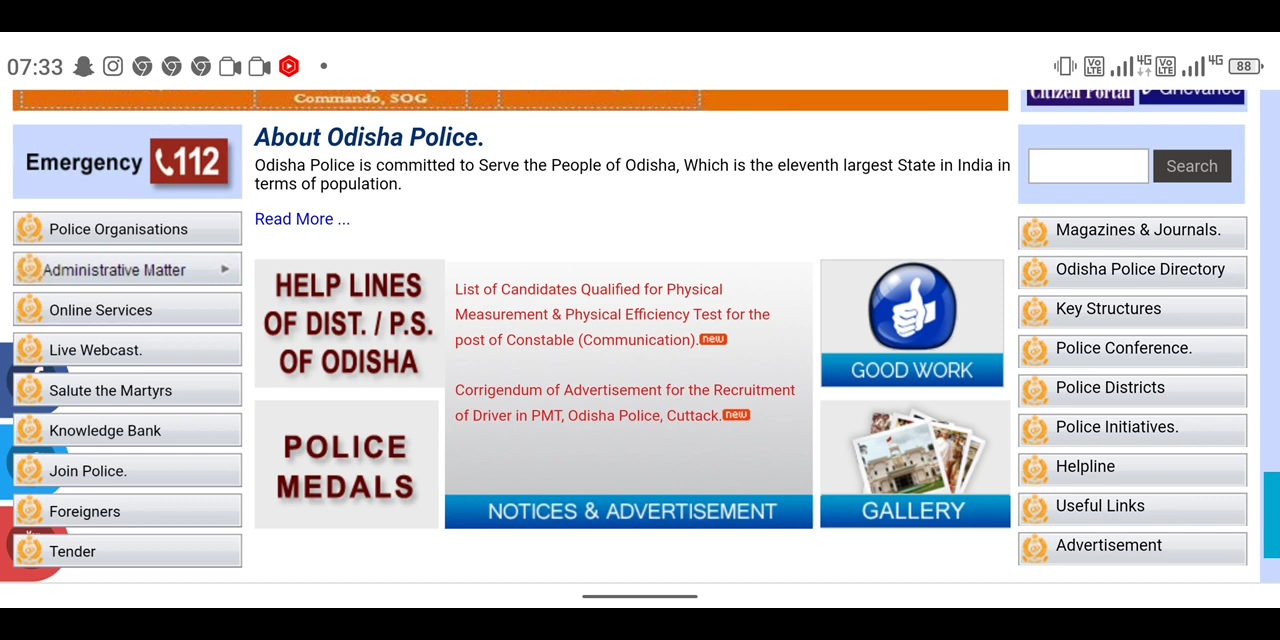 07:33
4G
4G
88
Commando, SOG
Citizen Portal
Grievance
Emergency 112
About Odisha Police.
Odisha Police is committed to Serve the People of Odisha, Which is the eleventh largest State in India in
terms of population.
Read More ...
Search
Police Organisations
Administrative Matter
Online Services
Live Webcast.
Salute the Martyrs
Knowledge Bank
Join Police.
Foreigners
Tender
HELP LINES
OF DIST. / P.S.
OF ODISHA
POLICE
MEDALS
List of Candidates Qualified for Physical
Measurement & Physical Efficiency Test for the
post of Constable (Communication). new
Corrigendum of Advertisement for the Recruitment
of Driver in PMT, Odisha Police, Cuttack. new
NOTICES & ADVERTISEMENT
GOOD WORK
GALLERY
Magazines & Journals.
Odisha Police Directory
Key Structures
Police Conference.
Police Districts
Police Initiatives.
Helpline
Useful Links
Advertisement